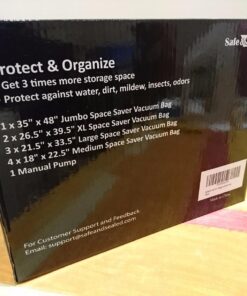 Safe &
rotect & Organize
Get 3 times more storage space
Protect against water, dirt, mildew, insects, odors
1 x 35" x 48" Jumbo Space Saver Vacuum Bag
2 x 26.5" x 39.5" XL Space Saver Vacuum Bag
3 x 21.5" x 33.5" Large Space Saver Vacuum Bag
4 x 18" x 22.5" Medium Space Saver Vacuum Bag
1 Manual Pump
For Customer Support and Feedback
Email: support@safeandsealed.com